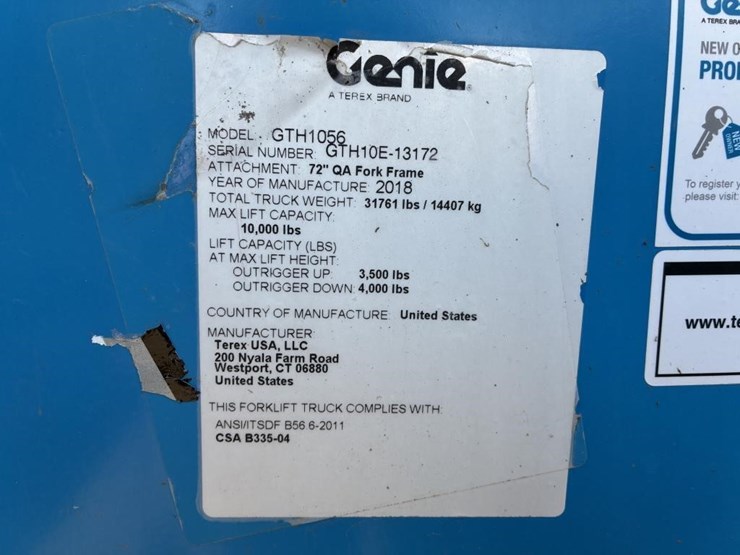 Genie
A TEREX BRAND
MODEL: GTH1056
SERIAL NUMBER: GTH10E-13172
ATTACHMENT: 72" QA Fork Frame
YEAR OF MANUFACTURE: 2018
TOTAL TRUCK WEIGHT: 31761 lbs / 14407 kg
MAX LIFT CAPACITY:
10,000 lbs
LIFT CAPACITY (LBS)
AT MAX LIFT HEIGHT:
OUTRIGGER UP: 3,500 lbs
OUTRIGGER DOWN: 4,000 lbs
COUNTRY OF MANUFACTURE: United States
MANUFACTURER:
Terex USA, LLC
200 Nyala Farm Road
Westport, CT 06880
United States
THIS FORKLIFT TRUCK COMPLIES WITH:
ANSI/ITSDF B56.6-2011
CSA B335-04
Ge
A TEREX BRA
NEW O
PRO
NEW
OWNER
To register y
please visit:
www.te